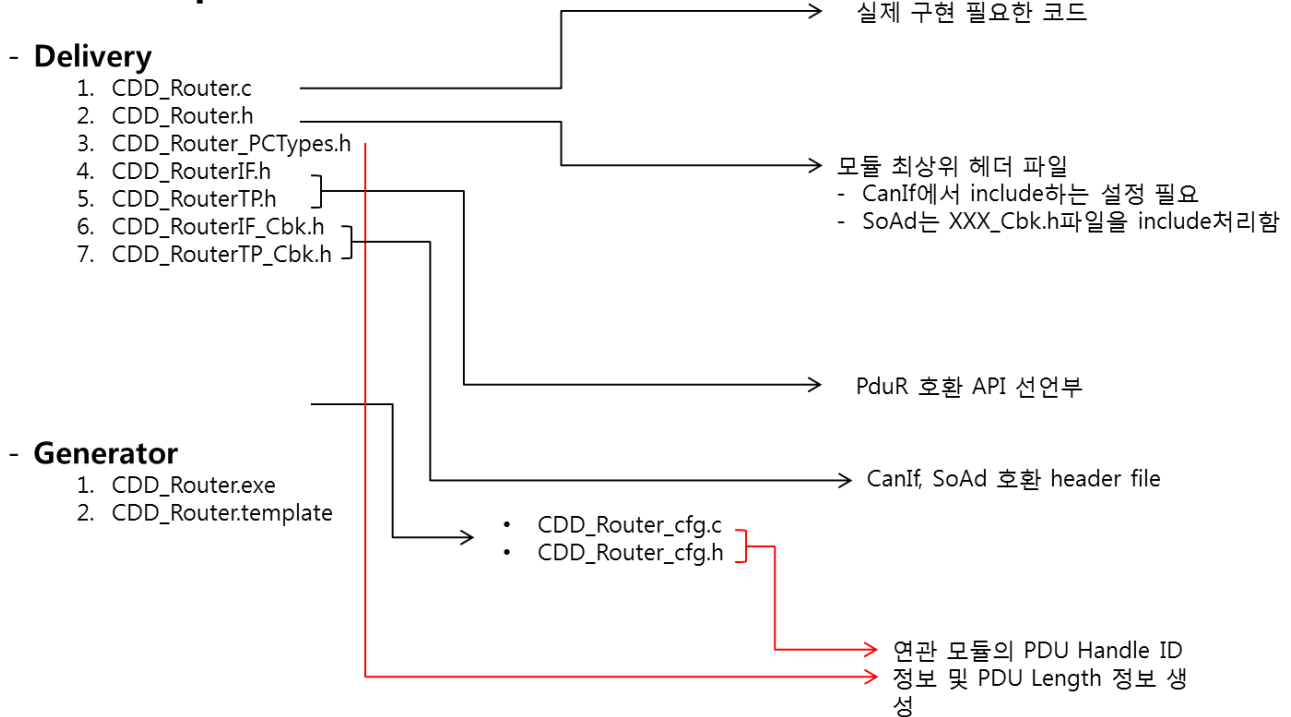 - Delivery
1. CDD_Router.c
2. CDD_Router.h
3. CDD_Router_PCTypes.h
4. CDD_RouterIF.h
5. CDD_RouterTP.h
6. CDD_RouterIF_Cbk.h
7. CDD_RouterTP_Cbk.h
실제 구현 필요한 코드
모듈 최상위 헤더 파일
- CanIf에서 include하는 설정 필요
- SoAd는 XXX_Cbk.h파일을 include처리함
PduR 호환 API 선언부
CanIf, SoAd 호환 header file
- Generator
1. CDD_Router.exe
2. CDD_Router.template
• CDD_Router_cfg.c
• CDD_Router_cfg.h
연관 모듈의 PDU Handle ID
정보 및 PDU Length 정보 생
성